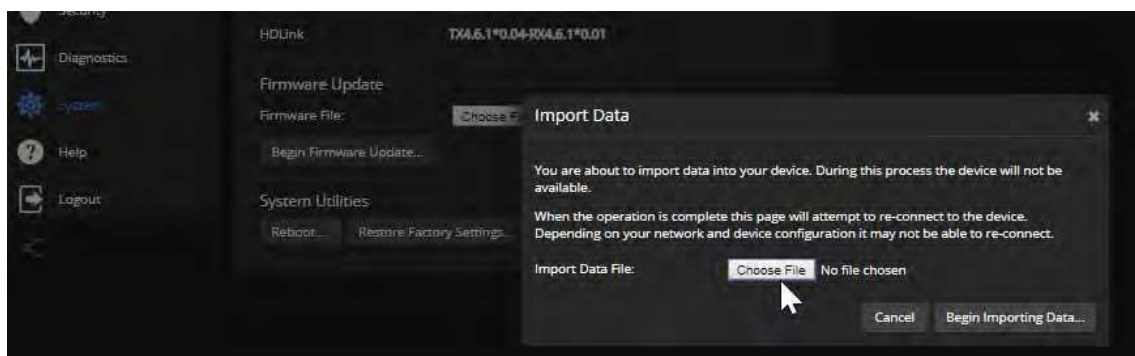 Security
HDLink TX4.6.1*0.04-RX4.6.1*0.01
Diagnostics
Firmware Update
System
Firmware File: Choose F
Import Data
Help
Begin Firmware Update...
You are about to import data into your device. During this process the device will not be
available.
Logout
System Utilities
When the operation is complete this page will attempt to re-connect to the device.
Depending on your network and device configuration it may not be able to re-connect.
Reboot... Restore Factory Settings...
Import Data File: Choose File No file chosen
Cancel Begin Importing Data...